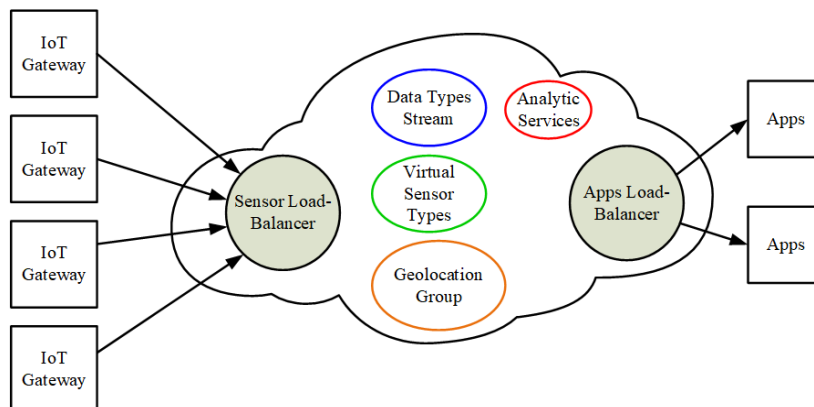 IoT
Gateway
IoT
Gateway
IoT
Gateway
IoT
Gateway
Sensor Load-
Balancer
Data Types
Stream
Analytic
Services
Virtual
Sensor
Types
Geolocation
Group
Apps Load-
Balancer
Apps
Apps